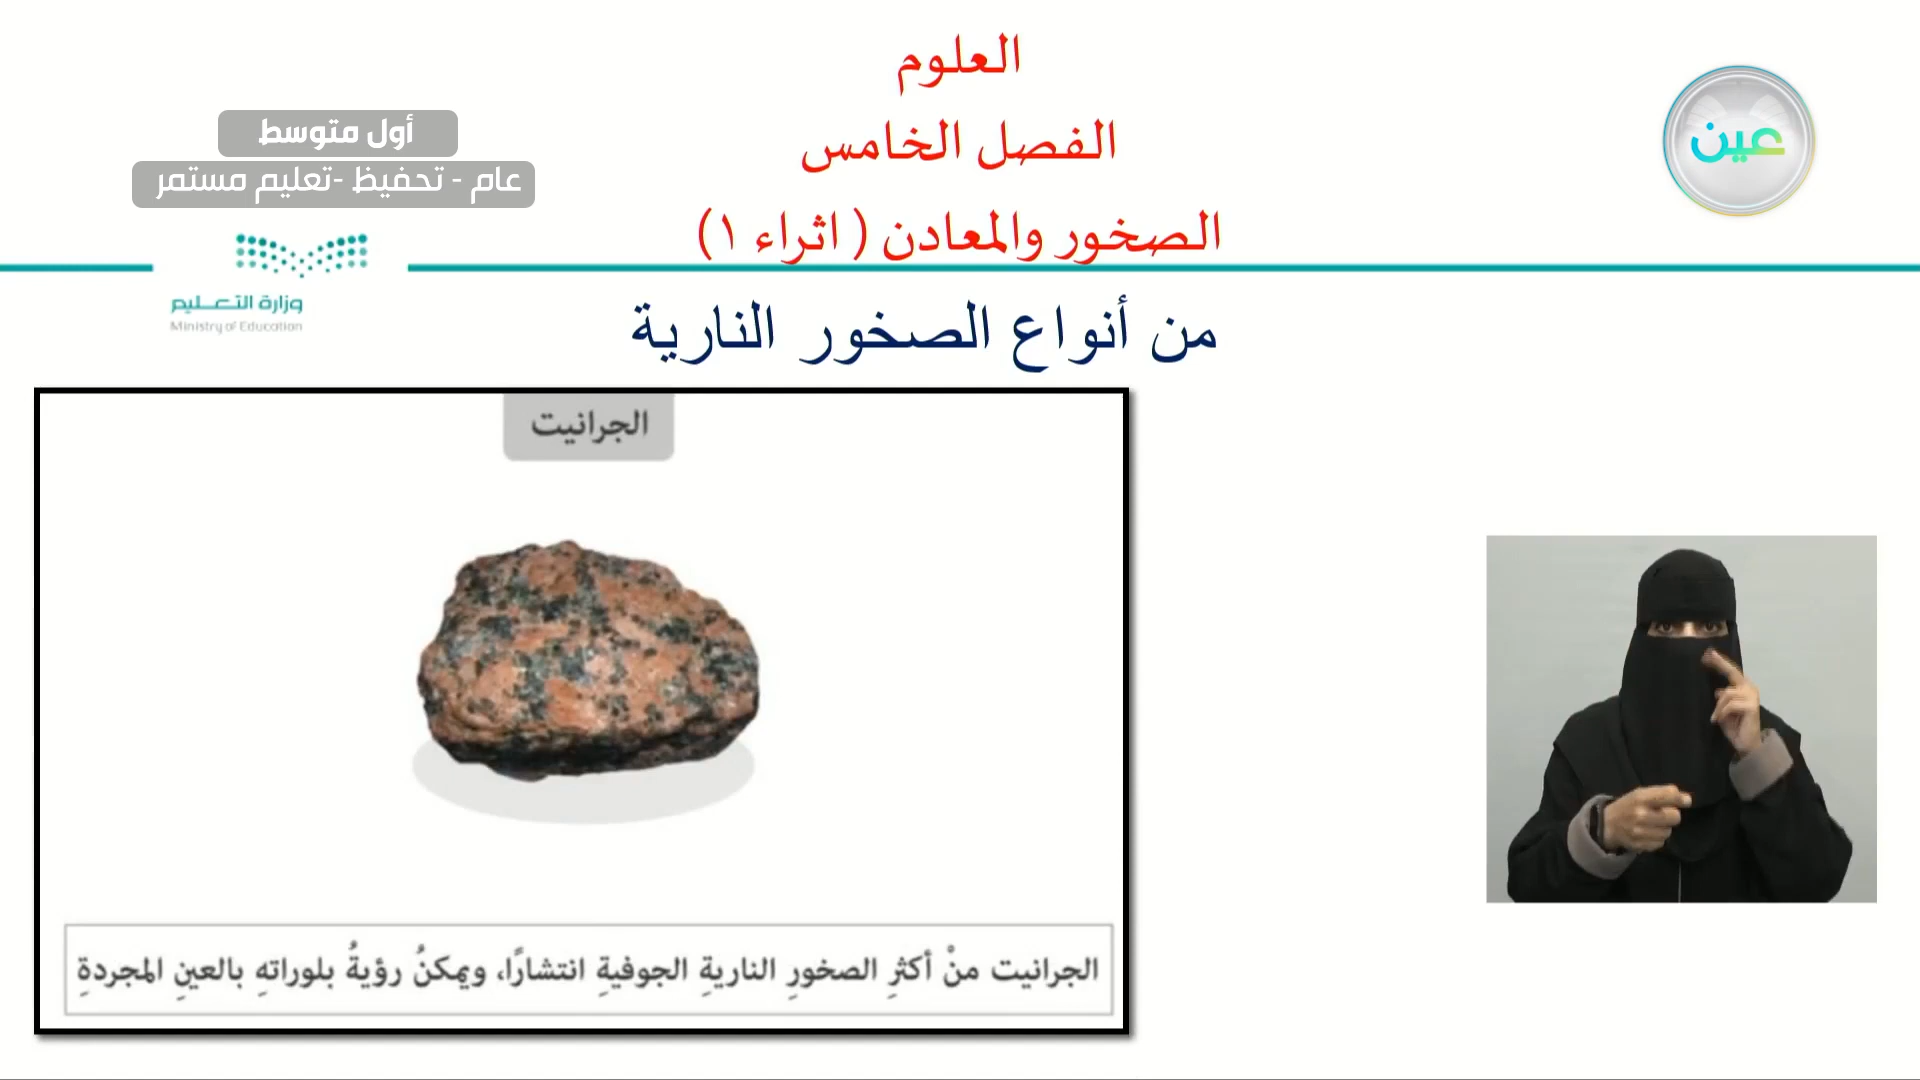 العلوم
الفصل الخامس
الصخور والمعادن ( اثراء ١)
عين
أول متوسط
عام - تحفيظ -تعليم مستمر
وزارة التعليم
Ministry of Education
من أنواع الصخور النارية
الجرانيت
الجرانيت منْ أكثرِ الصخورِ الناريةِ الجوفيةِ انتشارًا، ويمكنُ رؤيةُ بلوراتهِ بالعينِ المجردةِ